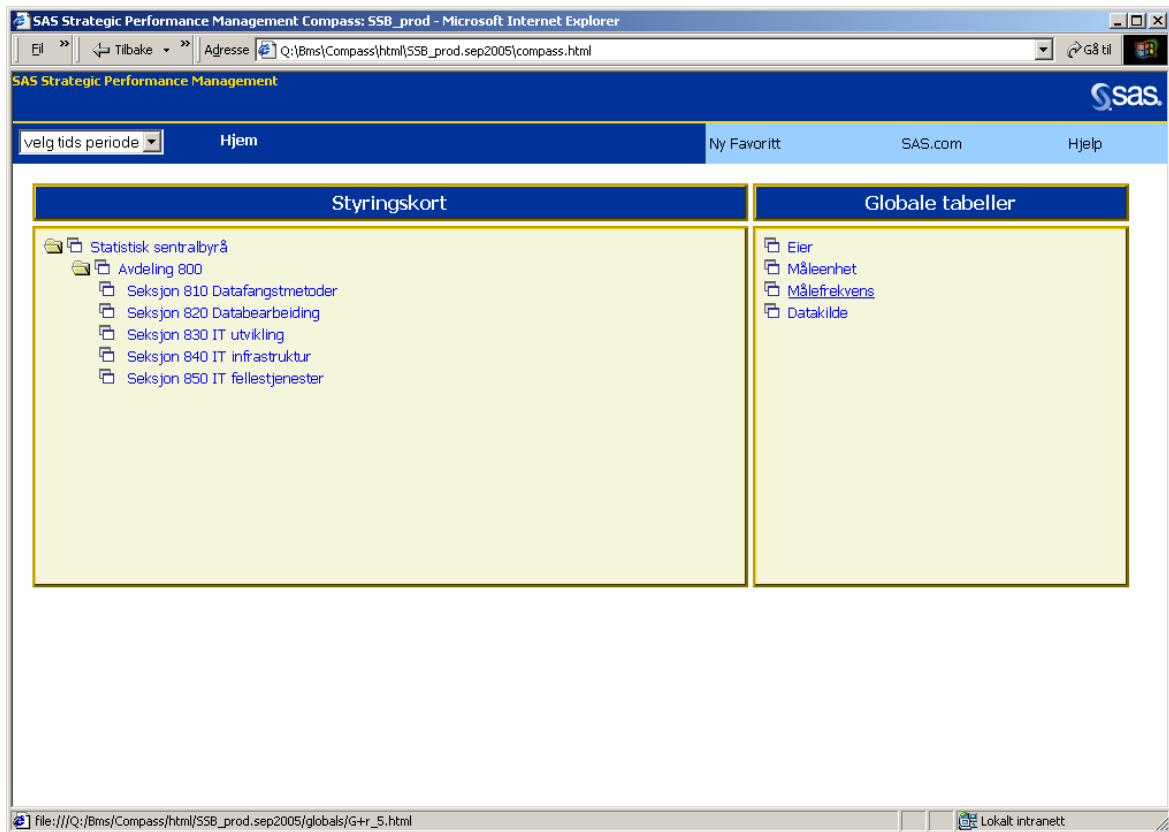 SAS Strategic Performance Management Compass: SSB_prod - Microsoft Internet Explorer
Fil » Tilbake » Adresse Q:\Bms\Compass\html\SSB_prod.sep2005\compass.html Gå til
SAS Strategic Performance Management
sas.
velg tids periode Hjem Ny Favoritt SAS.com Hjelp
Styringskort
Statistisk sentralbyrå
Avdeling 800
Seksjon 810 Datafangstmetoder
Seksjon 820 Databearbeiding
Seksjon 830 IT utvikling
Seksjon 840 IT infrastruktur
Seksjon 850 IT fellestjenester
Globale tabeller
Eier
Måleenhet
Målefrekvens
Datakilde
file:///Q:/Bms/Compass/html/SSB_prod.sep2005/globals/G+r_5.html Lokalt intranett